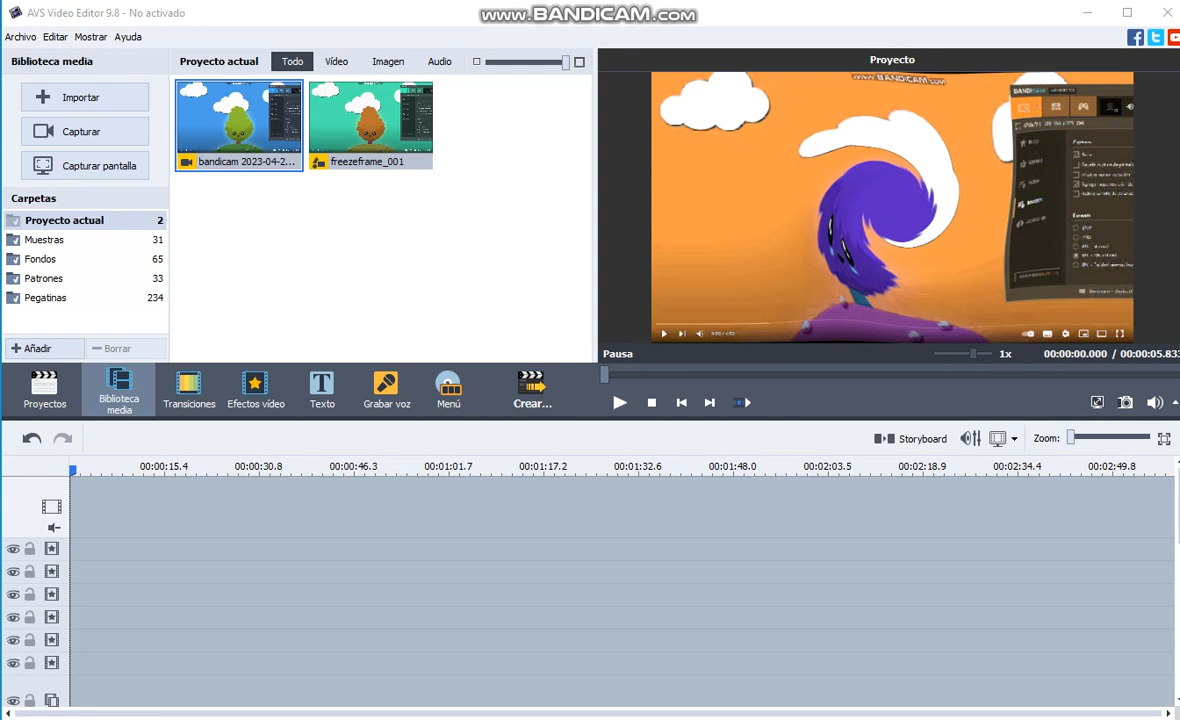 AVS Video Editor 9.8 - No activado
www.BANDICAM.com
Archivo Editar Mostrar Ayuda
Biblioteca media
Proyecto actual Todo Vídeo Imagen Audio
Proyecto
Importar
Capturar
Capturar pantalla
bandicam 2023-04-2...
freezeframe_001
www.BANDICAM.com
BANDICAM
Carpetas
Proyecto actual 2
Muestras 31
Fondos 65
Patrones 33
Pegatinas 234
Añadir Borrar
Pausa 1x 00:00:00.000 / 00:00:05.833
Proyectos
Biblioteca media
Transiciones
Efectos vídeo
Texto
Grabar voz
Menú
Crear...
Storyboard Zoom:
00:00:15.4 00:00:30.8 00:00:46.3 00:01:01.7 00:01:17.2 00:01:32.6 00:01:48.0 00:02:03.5 00:02:18.9 00:02:34.4 00:02:49.8